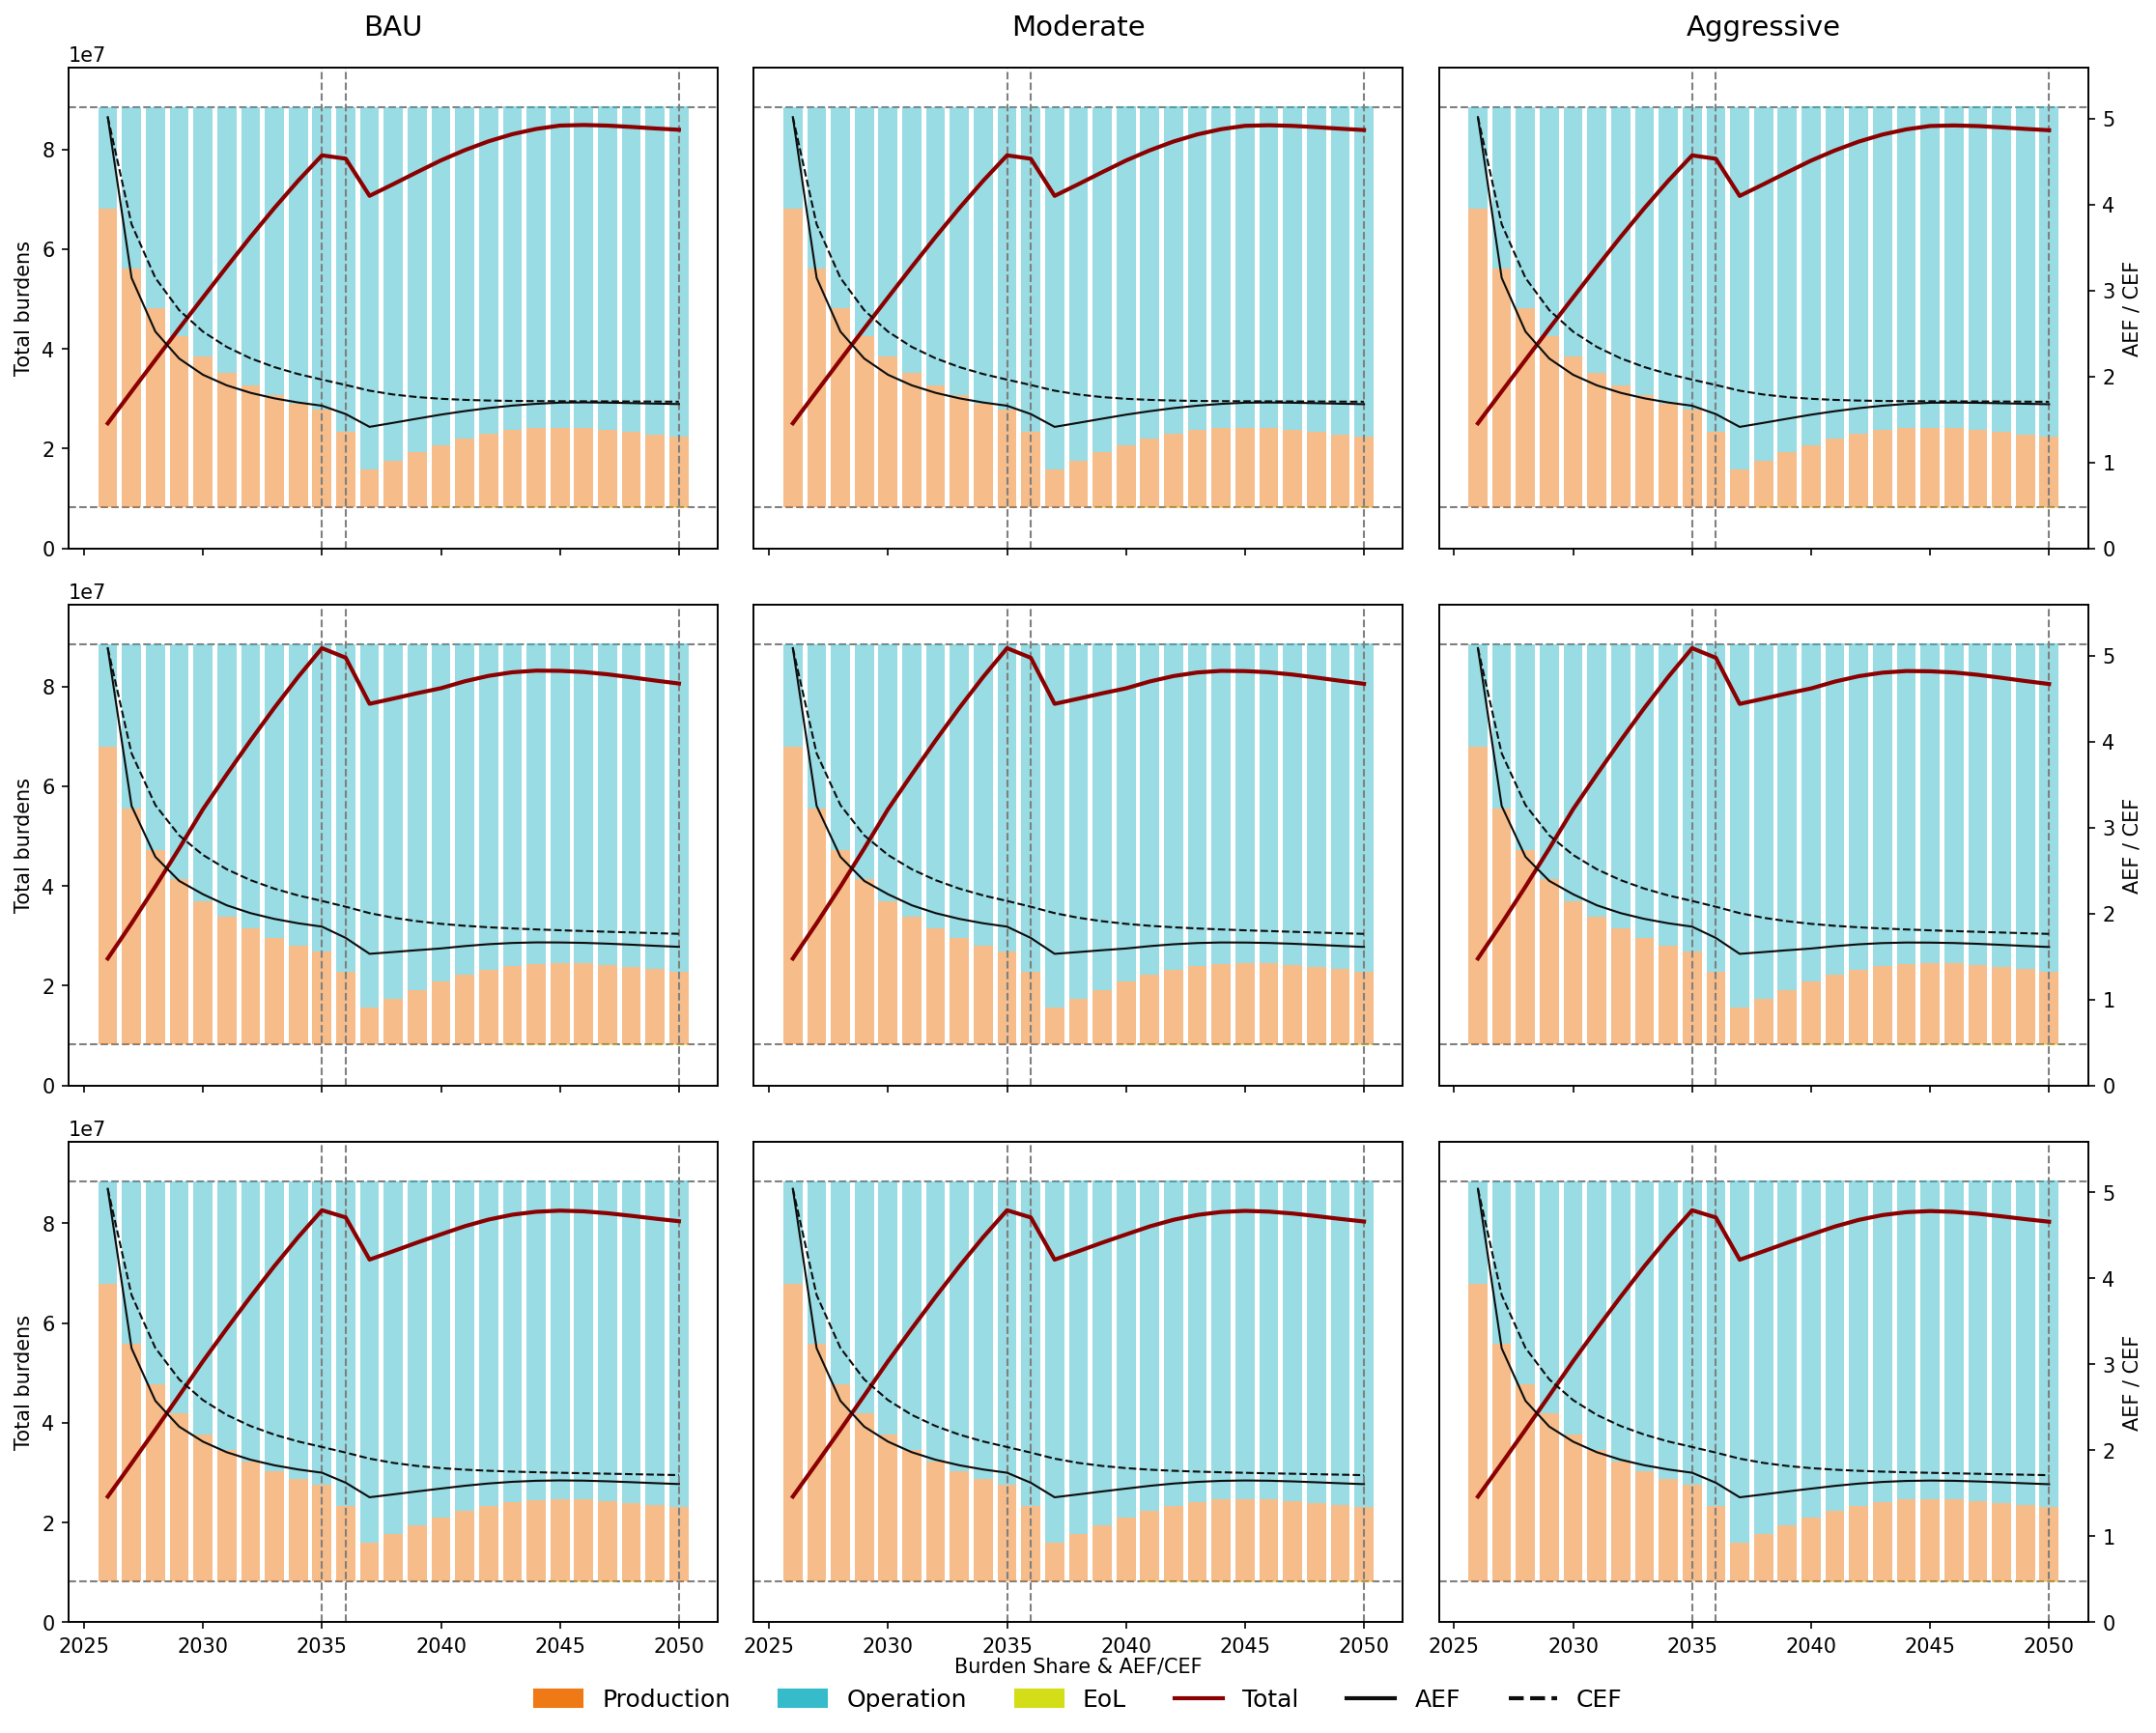 BAU Moderate Aggressive
1e7
8
6
4
2
0
Total burdens
5
4
3
2
1
0
AEF / CEF
1e7
8
6
4
2
0
Total burdens
5
4
3
2
1
0
AEF / CEF
1e7
8
6
4
2
0
Total burdens
5
4
3
2
1
0
AEF / CEF
2025 2030 2035 2040 2045 2050 2025 2030 2035 2040 2045 2050 2025 2030 2035 2040 2045 2050
Burden Share & AEF/CEF
Production Operation EoL Total AEF CEF